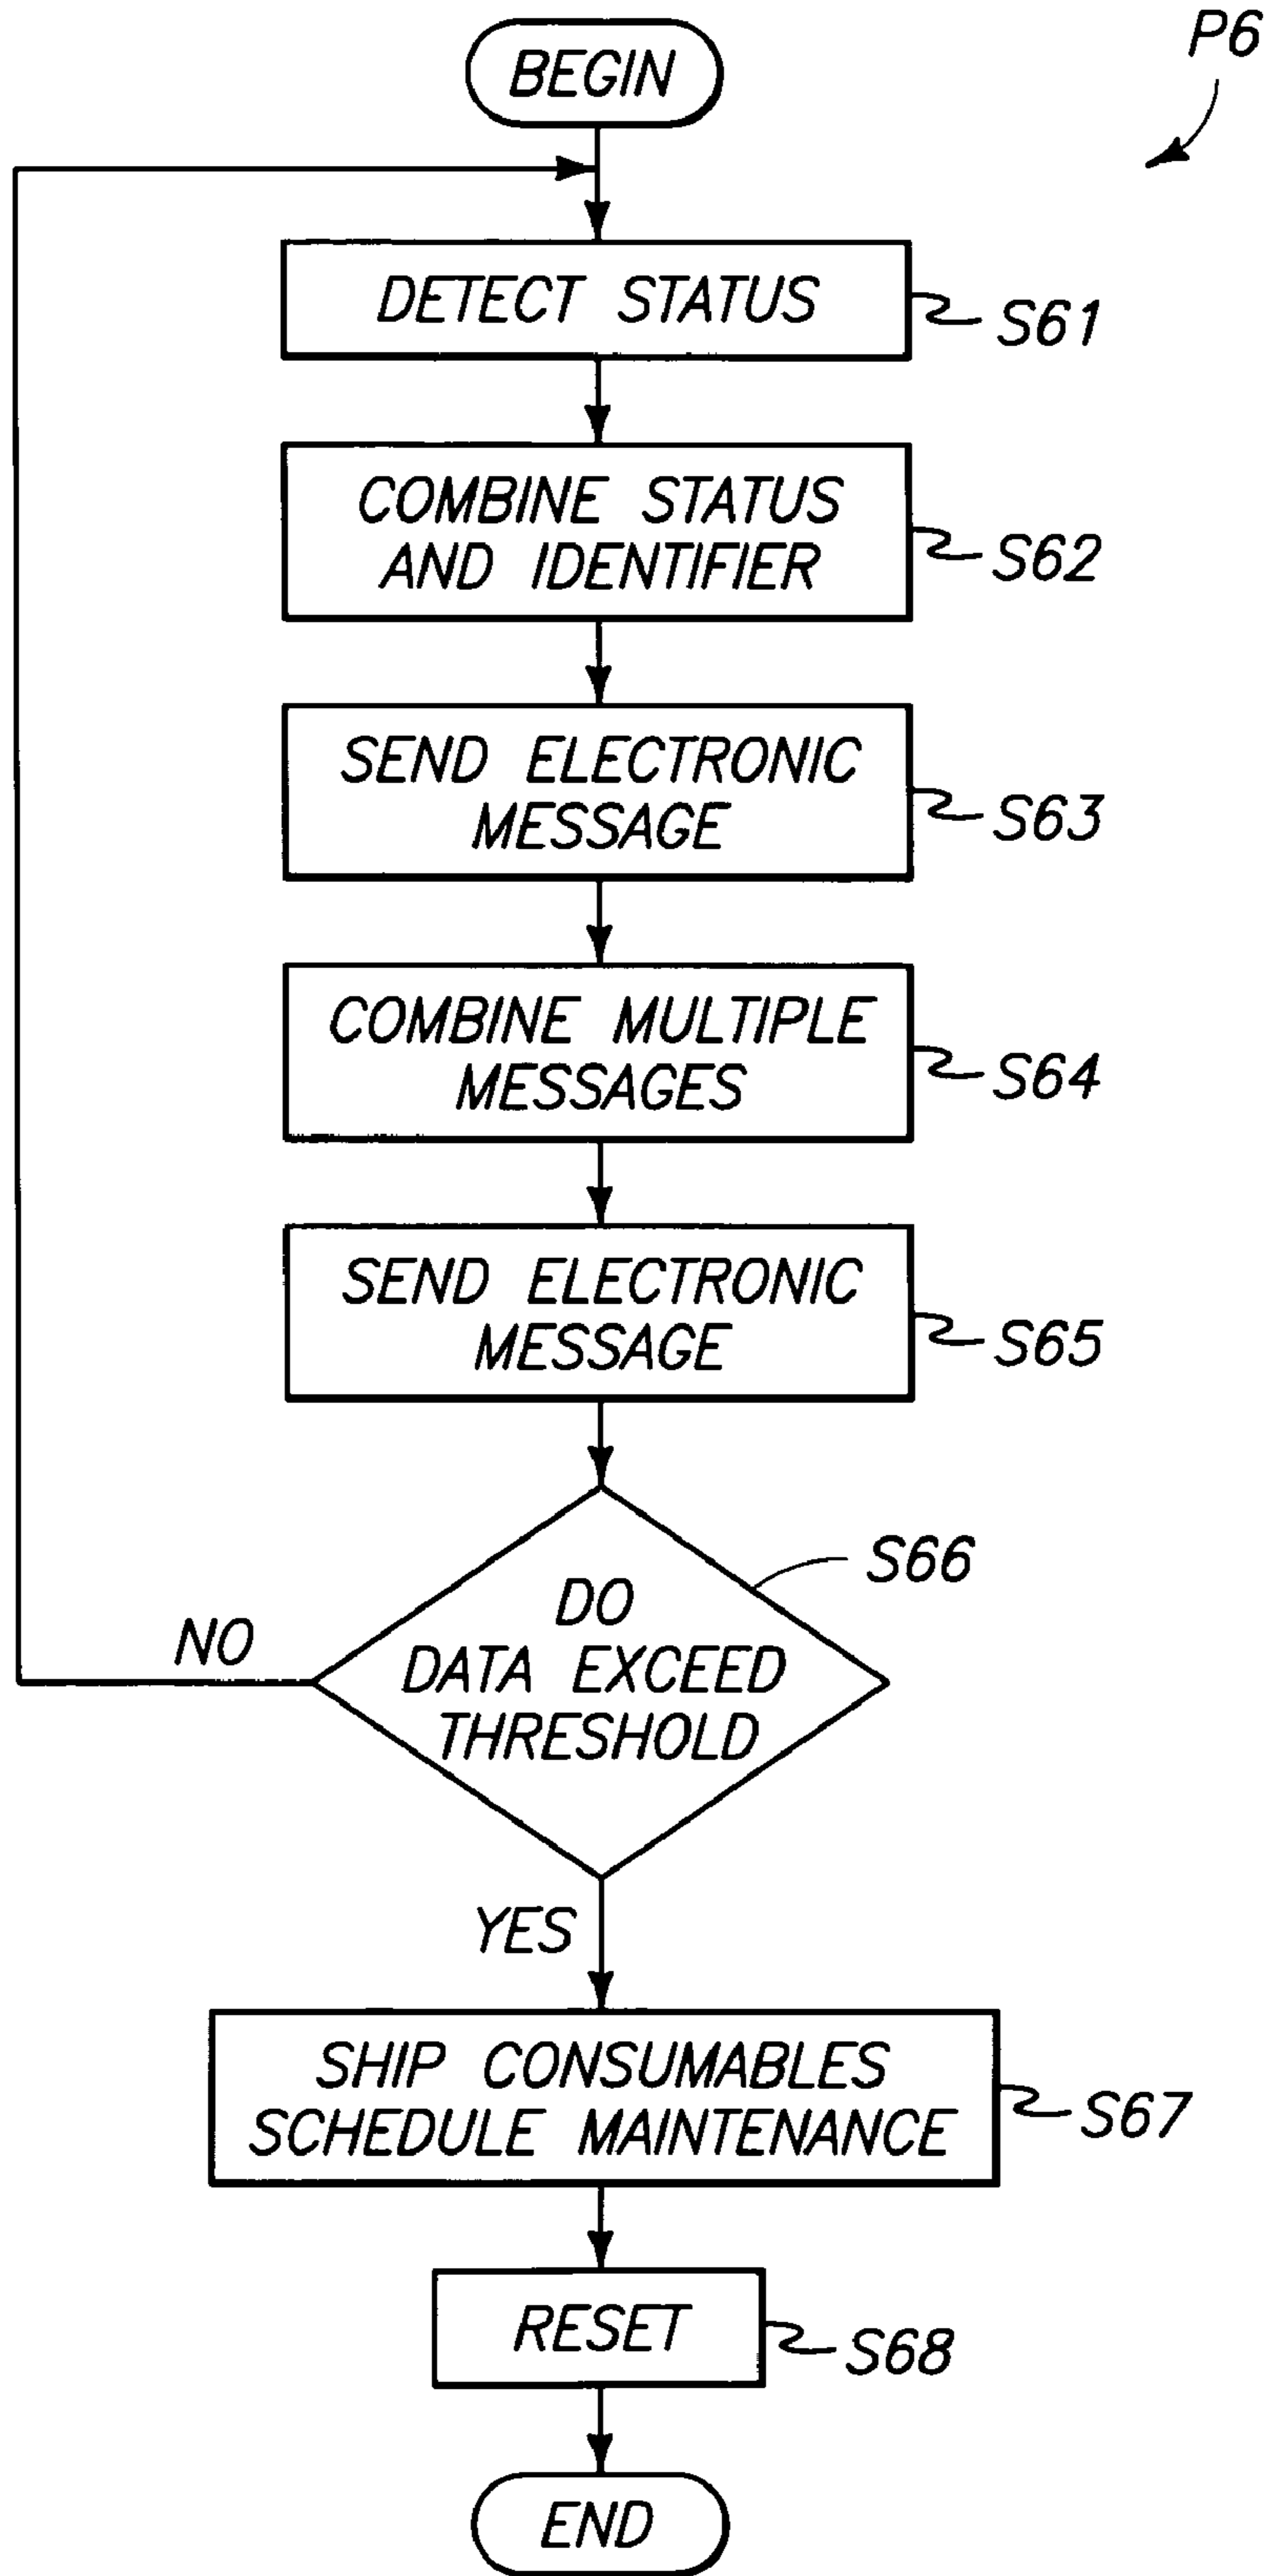 P6
BEGIN
DETECT STATUS
S61
COMBINE STATUS
AND IDENTIFIER
S62
SEND ELECTRONIC
MESSAGE
S63
COMBINE MULTIPLE
MESSAGES
S64
SEND ELECTRONIC
MESSAGE
S65
S66
DO
DATA EXCEED
THRESHOLD
NO
YES
SHIP CONSUMABLES
SCHEDULE MAINTENANCE
S67
RESET
S68
END